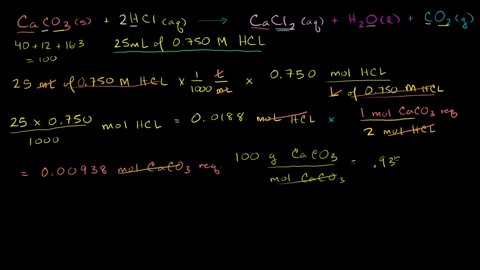 CaCO3(s) + 2HCl(aq) → CaCl2(aq) + H2O(l) + CO2(g)
40+12+16·3 25mL of 0.750 M HCL
= 100
25 mL of 0.750 M HCL × 1/1000 L/mL × 0.750 mol HCL / L of 0.750 M HCL
25 × 0.750 / 1000 mol HCL = 0.0188 mol HCL × 1 mol CaCO3 req / 2 mol HCL
= 0.00938 mol CaCO3 req 100 g CaCO3 / mol CaCO3 = .93